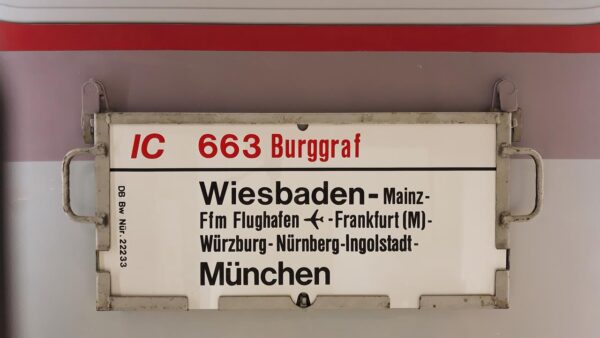 IC 663 Burggraf
Wiesbaden- Mainz-
Ffm Flughafen ✈ -Frankfurt (M)-
Würzburg- Nürnberg-Ingolstadt-
München
DB Bw Nür. 22233